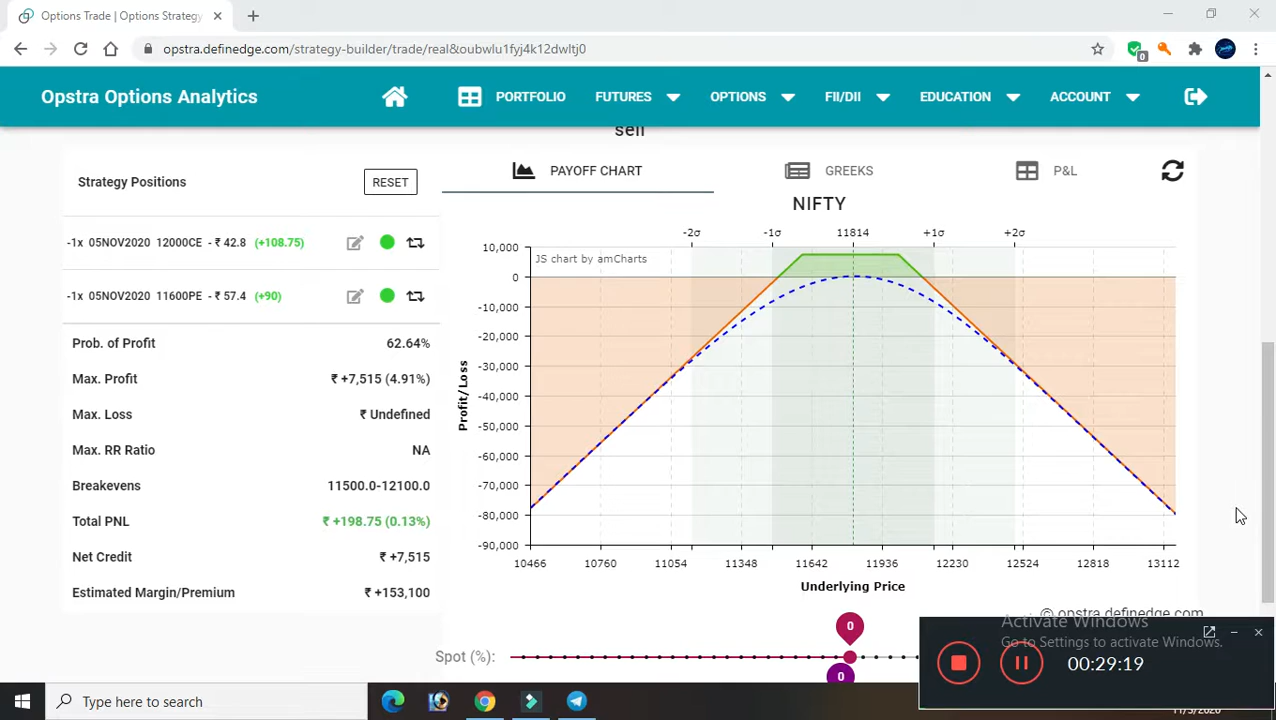 Options Trade | Options Strategy
opstra.definedge.com/strategy-builder/trade/real&oubwlu1fyj4k12dwltj0
0
Opstra Options Analytics
PORTFOLIO
FUTURES
OPTIONS
FII/DII
EDUCATION
ACCOUNT
sell
Strategy Positions
RESET
PAYOFF CHART
GREEKS
P&L
NIFTY
-1x 05NOV2020 12000CE - ₹ 42.8 (+108.75)
-1x 05NOV2020 11600PE - ₹ 57.4 (+90)
Prob. of Profit 62.64%
Max. Profit ₹ +7,515 (4.91%)
Max. Loss ₹ Undefined
Max. RR Ratio NA
Breakevens 11500.0-12100.0
Total PNL ₹ +198.75 (0.13%)
Net Credit ₹ +7,515
Estimated Margin/Premium ₹ +153,100
-2σ -1σ 11814 +1σ +2σ
JS chart by amCharts
10,000
0
-10,000
-20,000
-30,000
-40,000
-50,000
-60,000
-70,000
-80,000
-90,000
Profit/Loss
10466 10760 11054 11348 11642 11936 12230 12524 12818 13112
Underlying Price
© opstra.definedge.com
0
Spot (%):
0
Activate Windows
Go to Settings to activate Windows.
00:29:19
Type here to search
11/3/2020